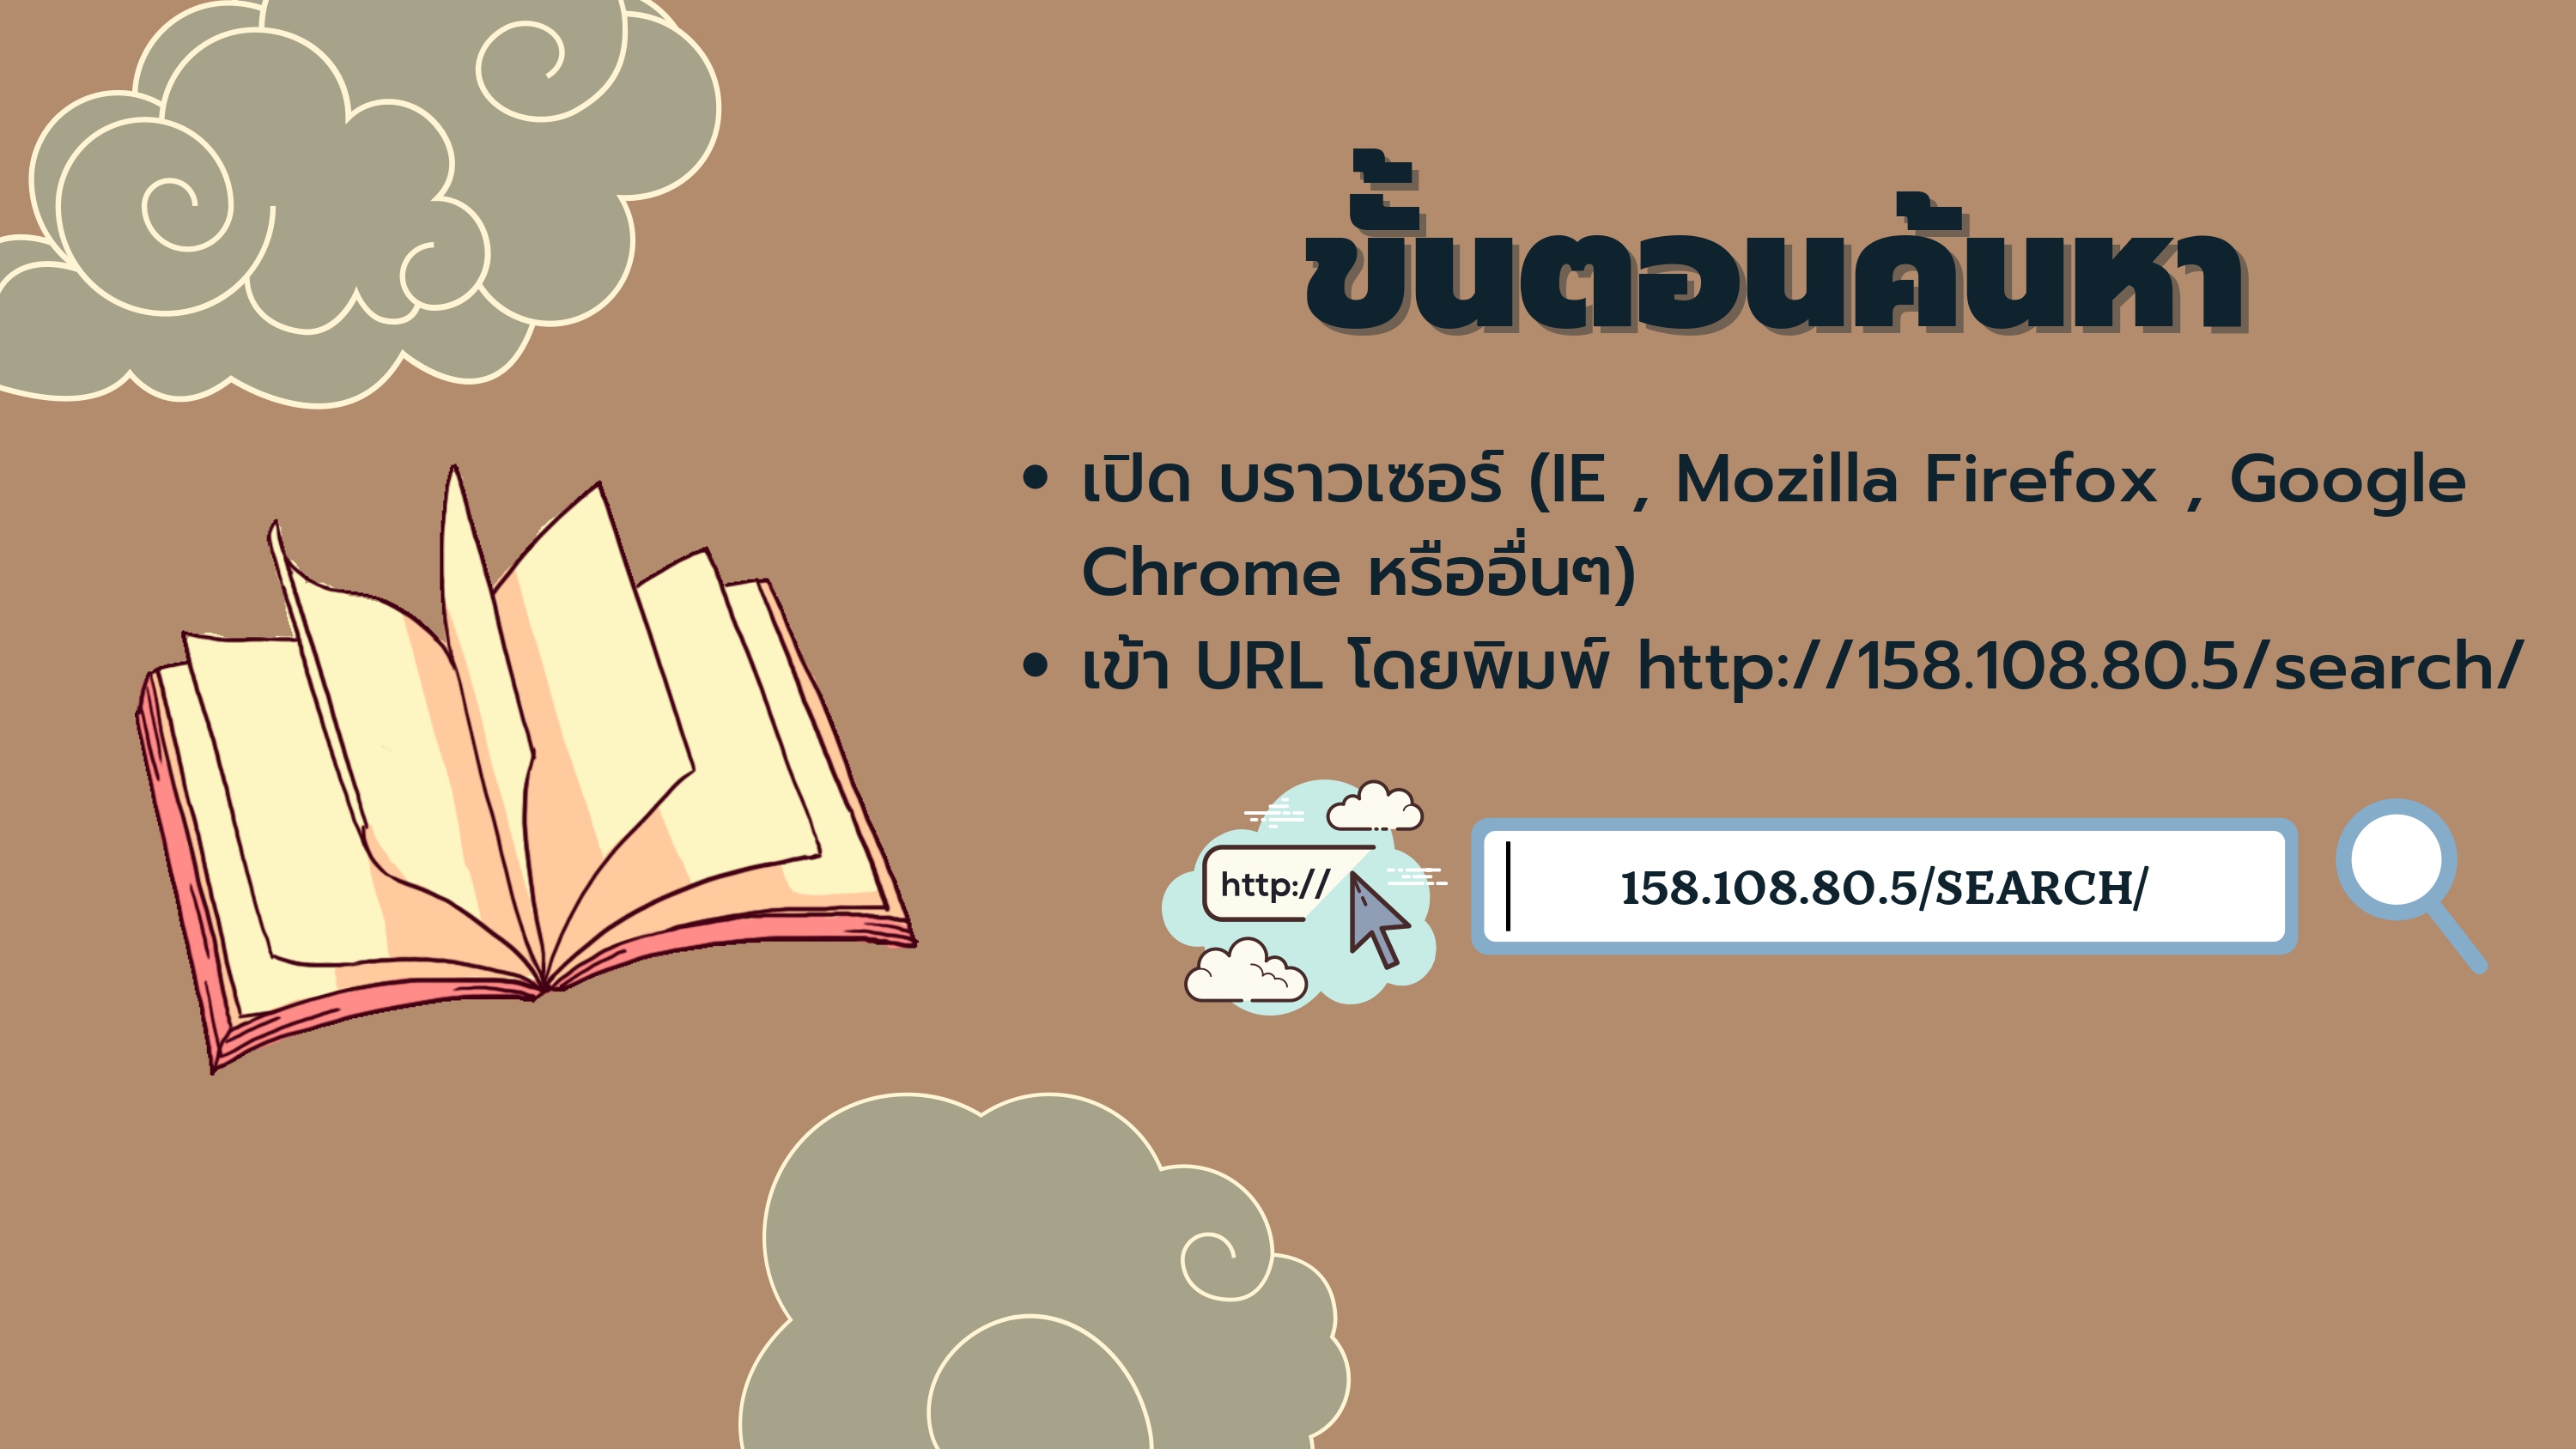 ขั้นตอนค้นหา
• เปิด บราวเซอร์ (IE , Mozilla Firefox , Google
Chrome หรืออื่นๆ)
• เข้า URL โดยพิมพ์ http://158.108.80.5/search/
http://
158.108.80.5/SEARCH/